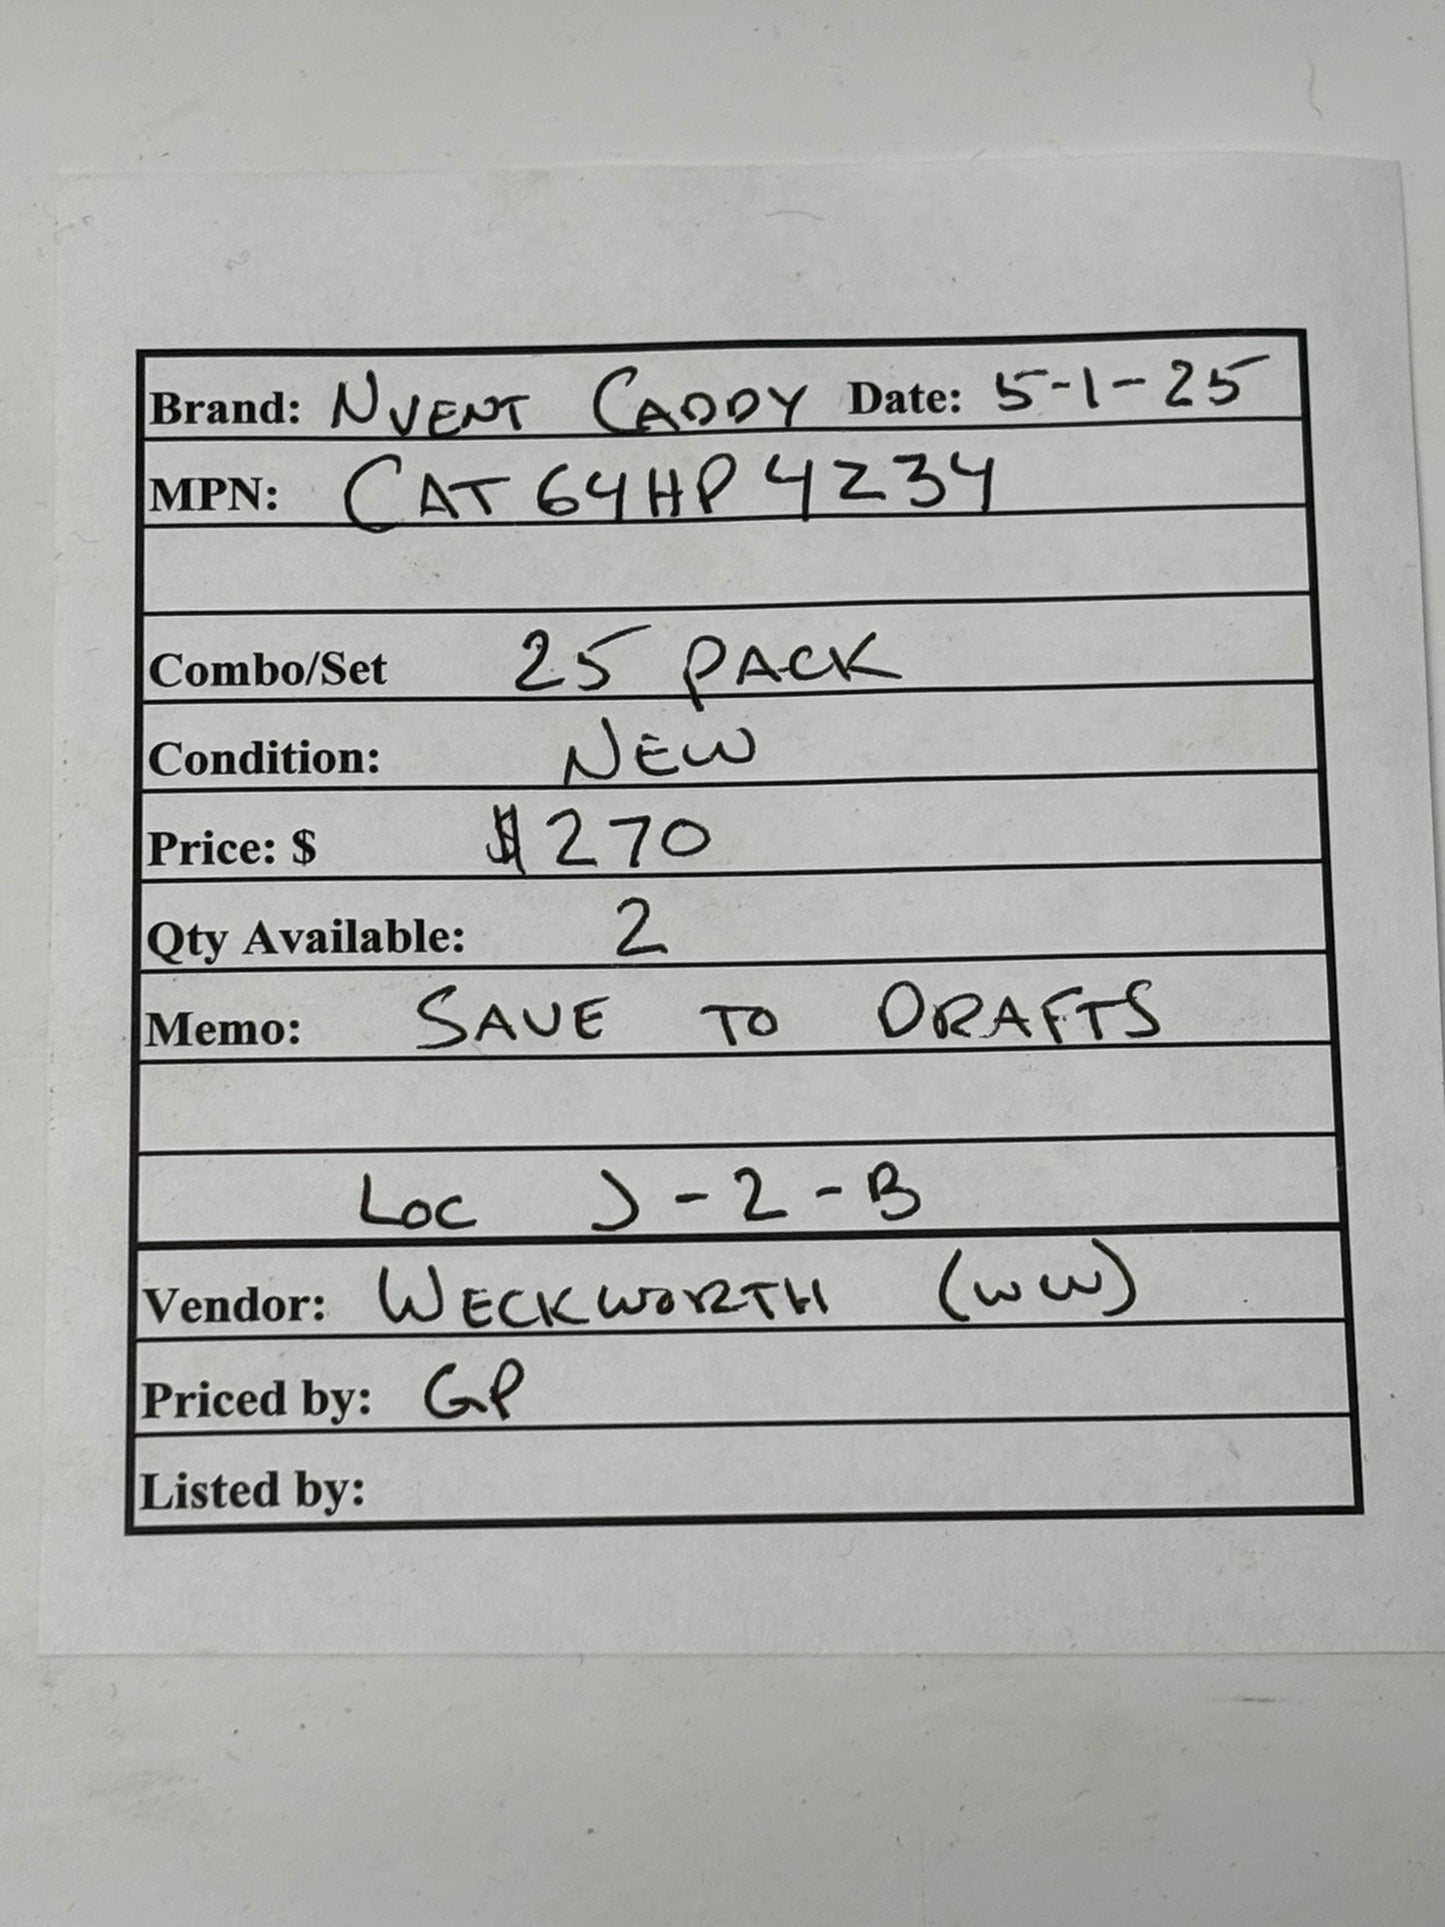 Brand: NVENT CADDY Date: 5-1-25
MPN: CAT64HP4Z34
Combo/Set 25 PACK
Condition: NEW
Price: $ $270
Qty Available: 2
Memo: SAVE TO DRAFTS
LOC J-2-B
Vendor: WECKWORTH (WW)
Priced by: GP
Listed by: